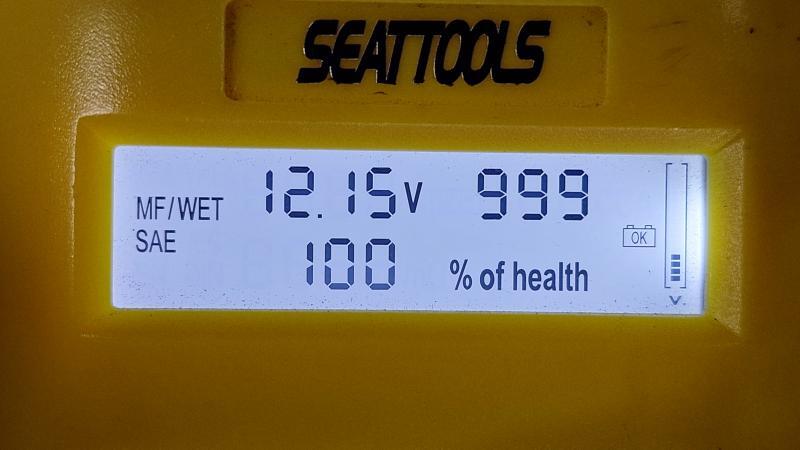 SEATTOOLS
MF/WET 12.15V 999
SAE 100 % of health
OK
V